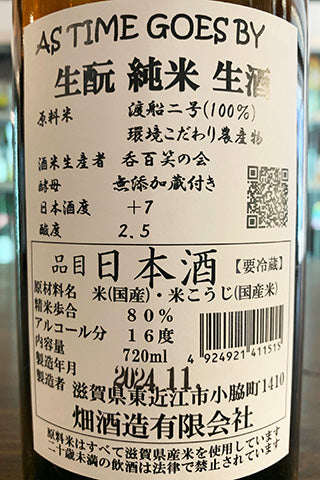 AS TIME GOES BY
生酛 純米 生酒
原料米 渡船二号(100%)
環境こだわり農産物
酒米生産者 呑百笑の会
酵母 無添加蔵付き
日本酒度 +7
酸度 2.5
品目 日本酒 【要冷蔵】
原材料名 米(国産)・米こうじ(国産米)
精米歩合 80%
アルコール分 16度
内容量 720ml
4 924921 411515
製造年月 2024.11.
製造者 滋賀県東近江市小脇町1410
畑酒造有限会社
原料米はすべて滋賀県産米を使用しています
二十歳未満の飲酒は法律で禁止されています